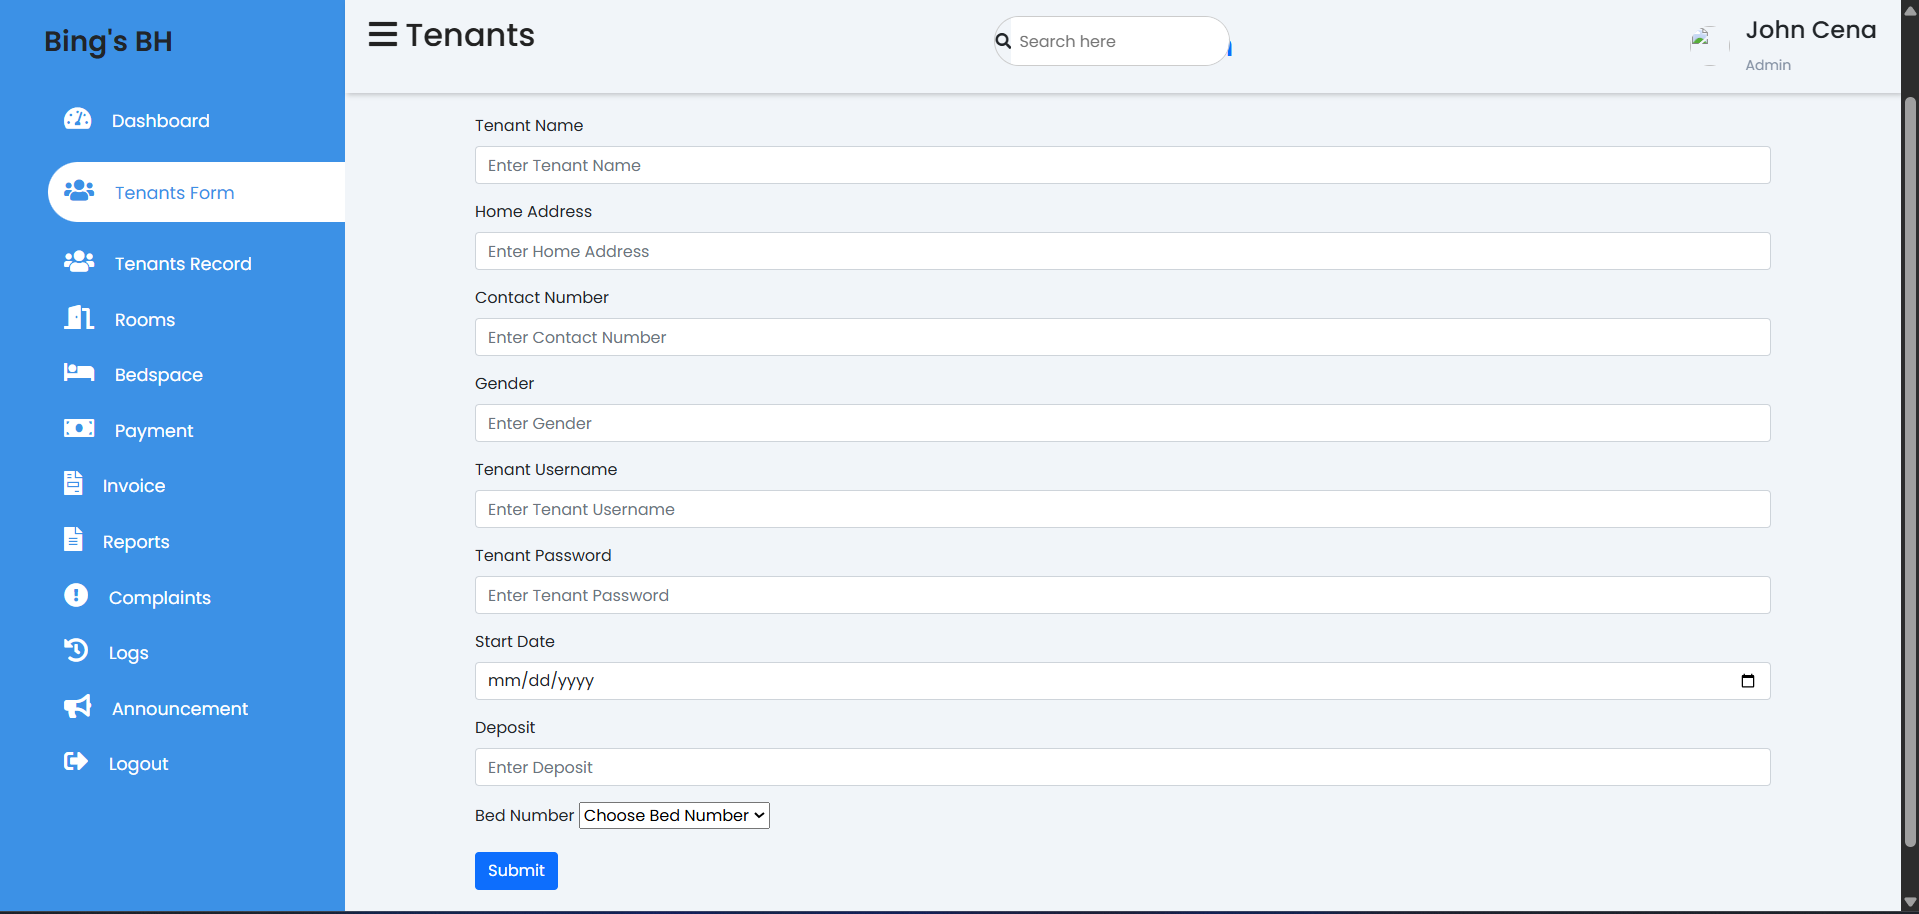 Bing's BH
Dashboard
Tenants Form
Tenants Record
Rooms
Bedspace
Payment
Invoice
Reports
Complaints
Logs
Announcement
Logout
Tenants
Search here
John Cena
Admin
Tenant Name
Enter Tenant Name
Home Address
Enter Home Address
Contact Number
Enter Contact Number
Gender
Enter Gender
Tenant Username
Enter Tenant Username
Tenant Password
Enter Tenant Password
Start Date
mm/dd/yyyy
Deposit
Enter Deposit
Bed Number Choose Bed Number
Submit